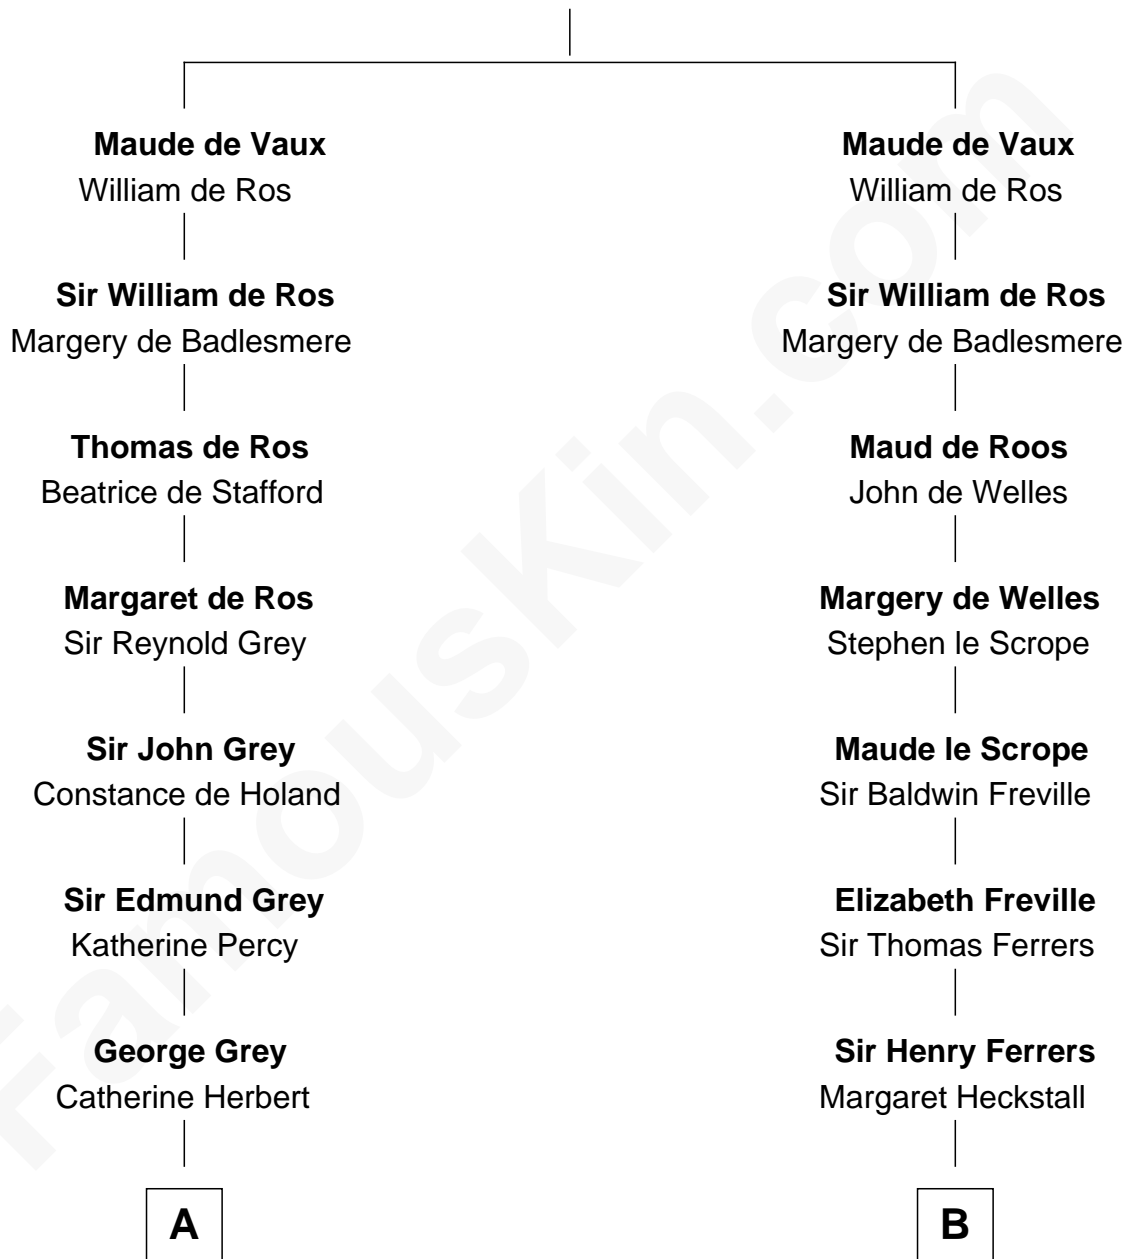 Maude de Vaux
William de Ros
Sir William de Ros
Margery de Badlesmere
Thomas de Ros
Beatrice de Stafford
Margaret de Ros
Sir Reynold Grey
Sir John Grey
Constance de Holand
Sir Edmund Grey
Katherine Percy
George Grey
Catherine Herbert
A
Maude de Vaux
William de Ros
Sir William de Ros
Margery de Badlesmere
Maud de Roos
John de Welles
Margery de Welles
Stephen le Scrope
Maude le Scrope
Sir Baldwin Freville
Elizabeth Freville
Sir Thomas Ferrers
Sir Henry Ferrers
Margaret Heckstall
B
FamousKin.com